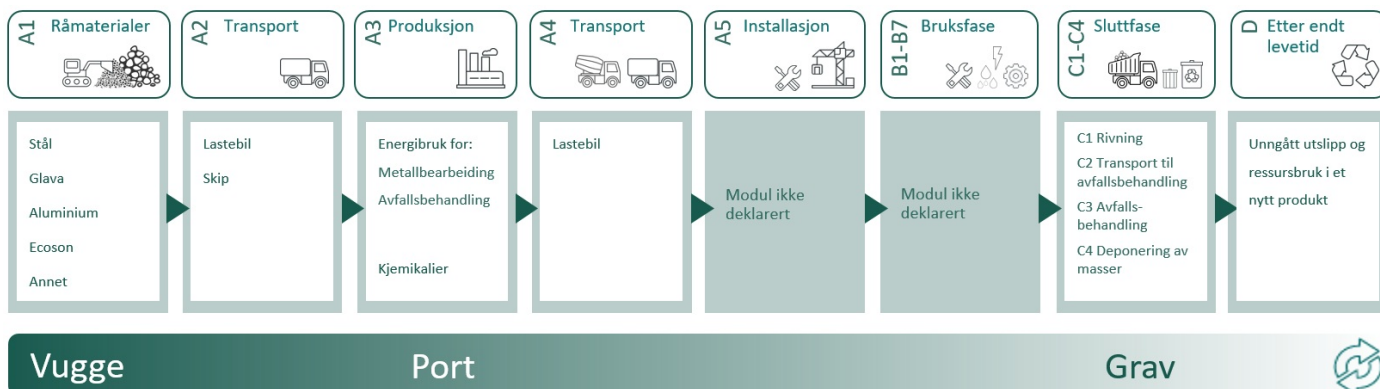 A1 Råmaterialer
A2 Transport
A3 Produksjon
A4 Transport
A5 Installasjon
B1-B7 Bruksfase
C1-C4 Sluttfase
D Etter endt
levetid
Stål
Glava
Aluminium
Ecoson
Annet
Lastebil
Skip
Energibruk for:
Metallbearbeiding
Avfallsbehandling
Kjemikalier
Lastebil
Modul ikke
deklarert
Modul ikke
deklarert
C1 Rivning
C2 Transport til
avfallsbehandling
C3 Avfalls-
behandling
C4 Deponering av
masser
Unngått utslipp og
ressursbruk i et
nytt produkt
Vugge
Port
Grav